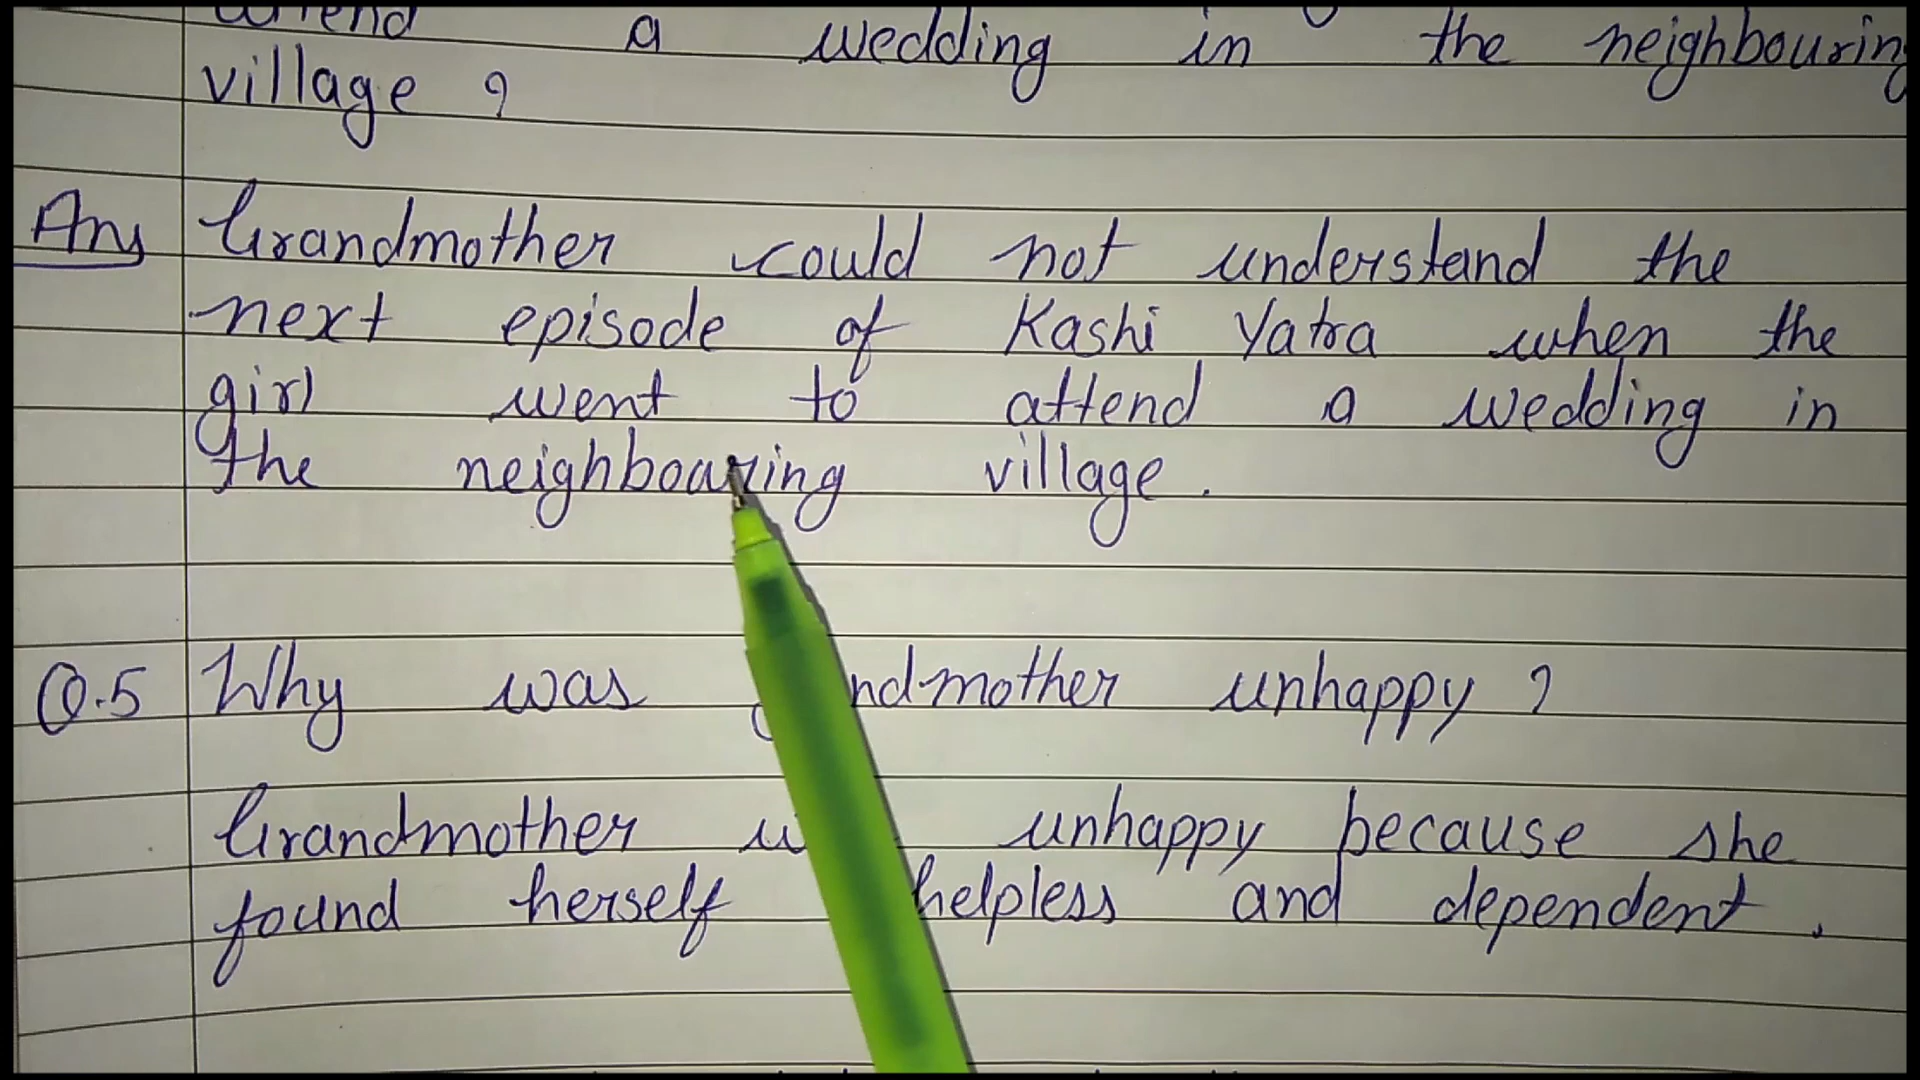 attend a wedding in the neighbouring
village ?
Ans Grandmother could not understand the
next episode of Kashi Yatra when the
girl went to attend a wedding in
the neighbouring village .
Q.5 Why was grandmother unhappy ?
Grandmother unhappy because she
found herself helpless and dependent .